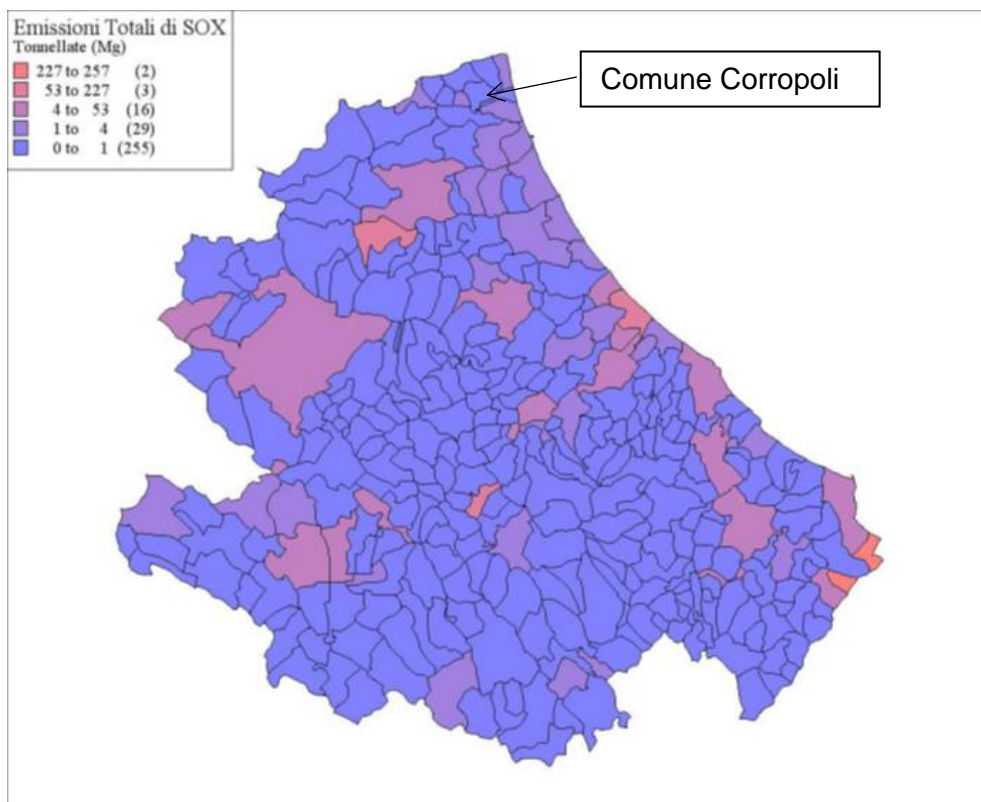 Emissioni Totali di SOX
Tonnellate (Mg)
227 to 257 (2)
53 to 227 (3)
4 to 53 (16)
1 to 4 (29)
0 to 1 (255)
Comune Corropoli